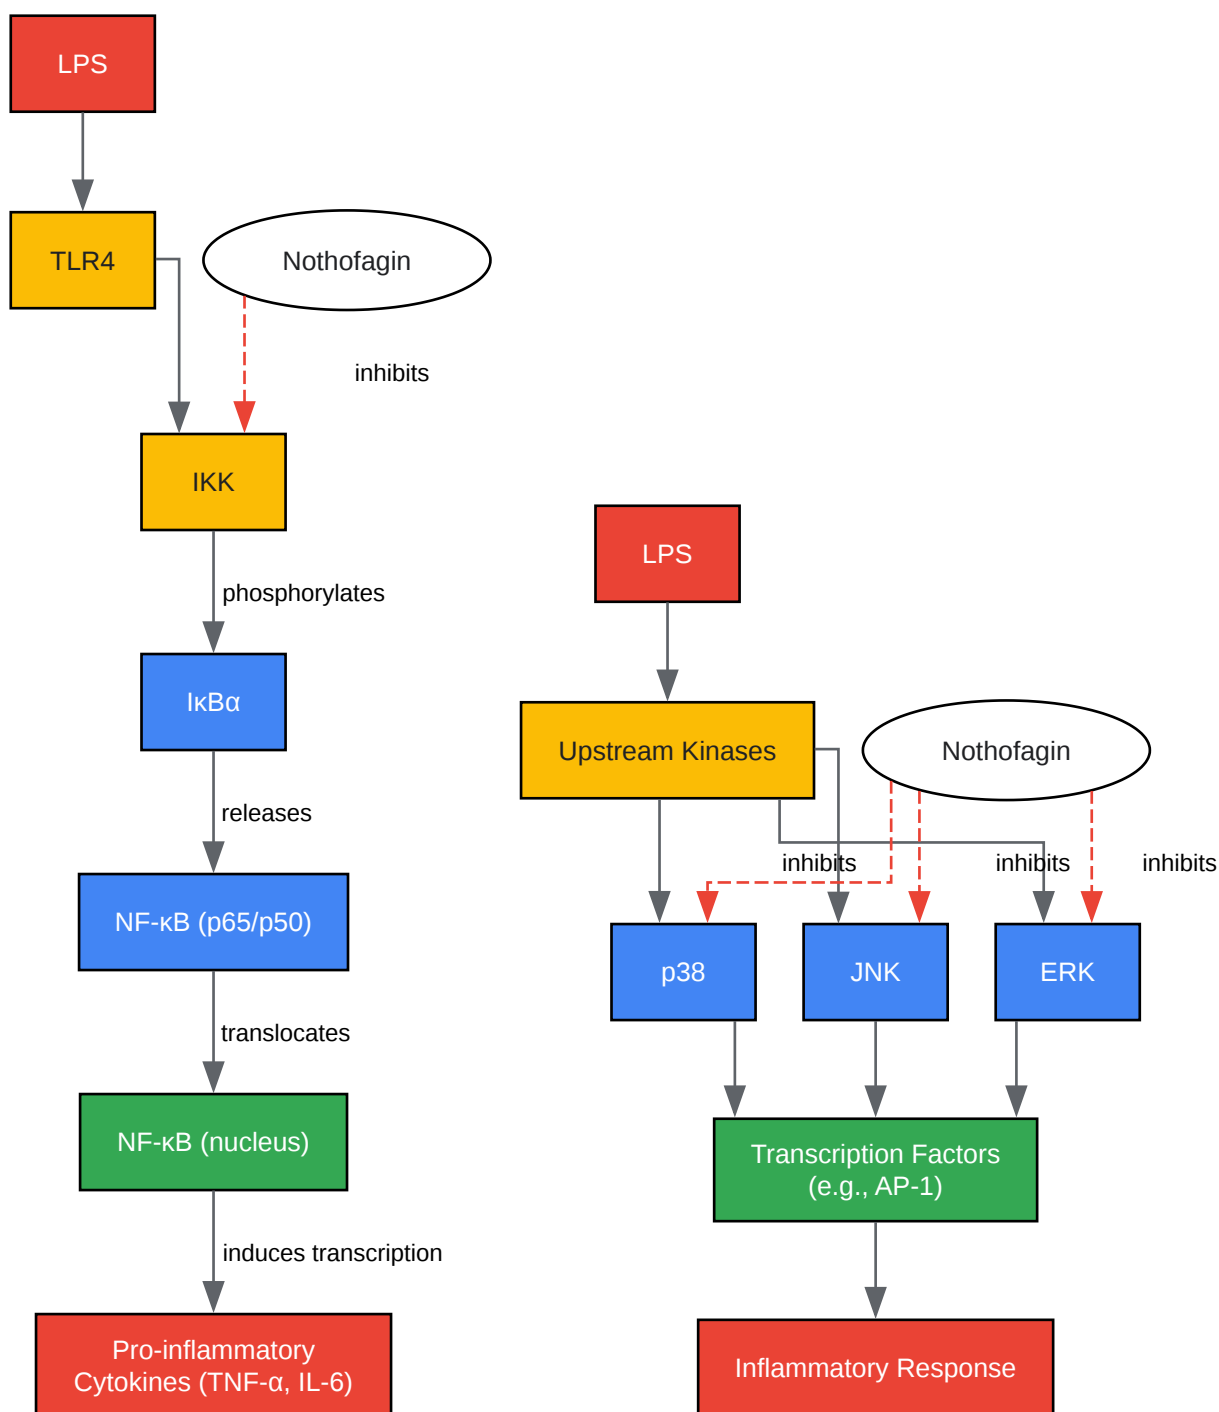 LPS
TLR4
Nothofagin
inhibits
IKK
phosphorylates
IκBα
releases
NF-κB (p65/p50)
translocates
NF-κB (nucleus)
induces transcription
Pro-inflammatory
Cytokines (TNF-α, IL-6)
LPS
Upstream Kinases
Nothofagin
inhibits
inhibits
inhibits
p38
JNK
ERK
Transcription Factors
(e.g., AP-1)
Inflammatory Response